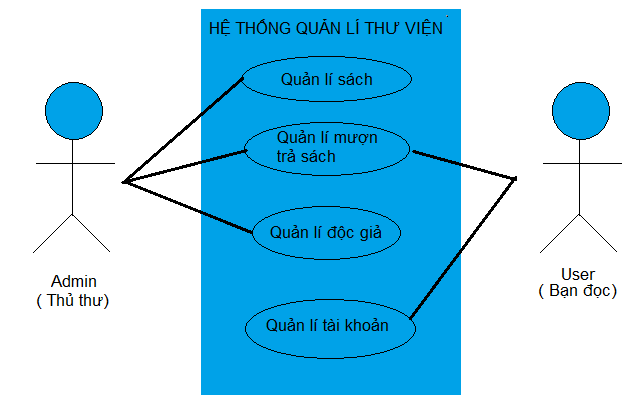 HỆ THỐNG QUẢN LÍ THƯ VIỆN
Quản lí sách
Quản lí mượn
trả sách
Quản lí độc giả
Quản lí tài khoản
Admin
( Thủ thư)
User
( Bạn đọc)